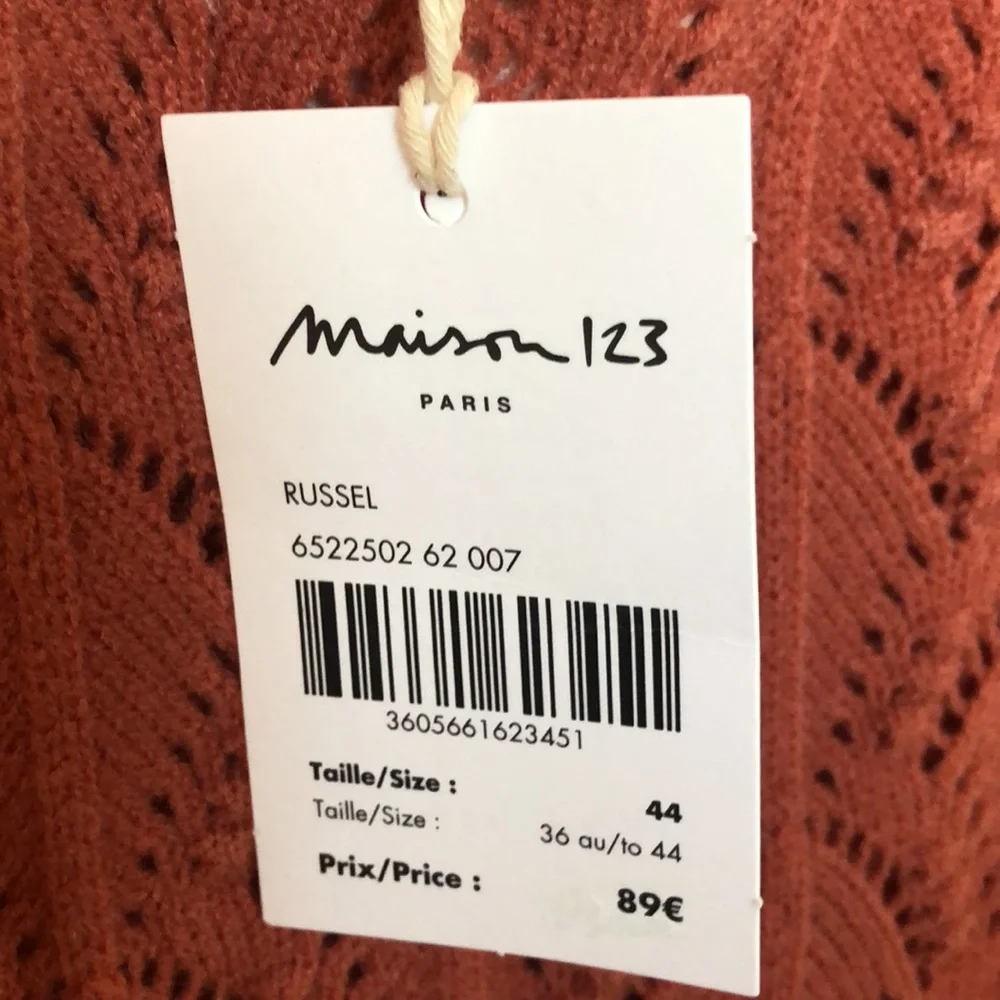 maison 123
PARIS
RUSSEL
6522502 62 007
3605661623451
Taille/Size : 44
Taille/Size : 36 au/to 44
Prix/Price : 89€